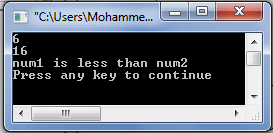 "C:\Users\Mohamme...
6
16
num1 is less than num2
Press any key to continue